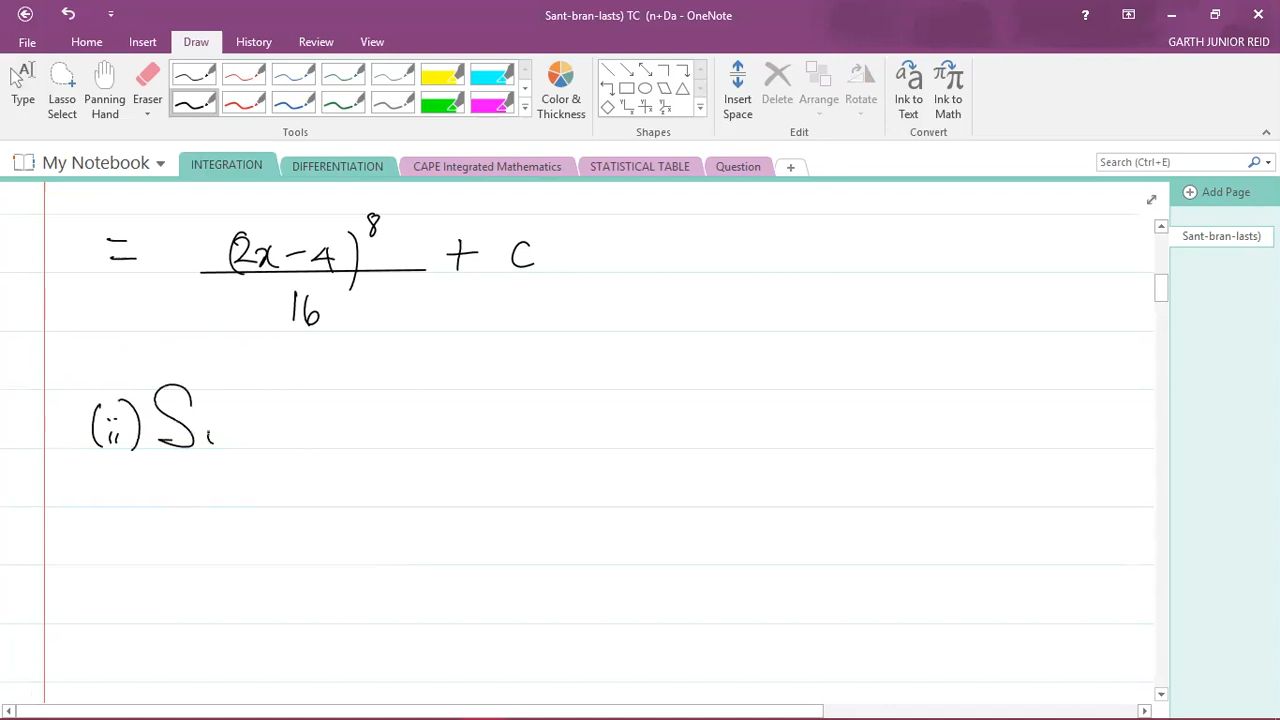 Sant-bran-lasts) TC (n+Da - OneNote
File Home Insert Draw History Review View GARTH JUNIOR REID
Type Lasso Select Panning Hand Eraser Color & Thickness Insert Space Delete Arrange Rotate Ink to Text Ink to Math
Tools Shapes Edit Convert
My Notebook INTEGRATION DIFFERENTIATION CAPE Integrated Mathematics STATISTICAL TABLE Question Search (Ctrl+E)
Add Page
Sant-bran-lasts)
= (2x-4)^8 / 16 + c
(ii) S